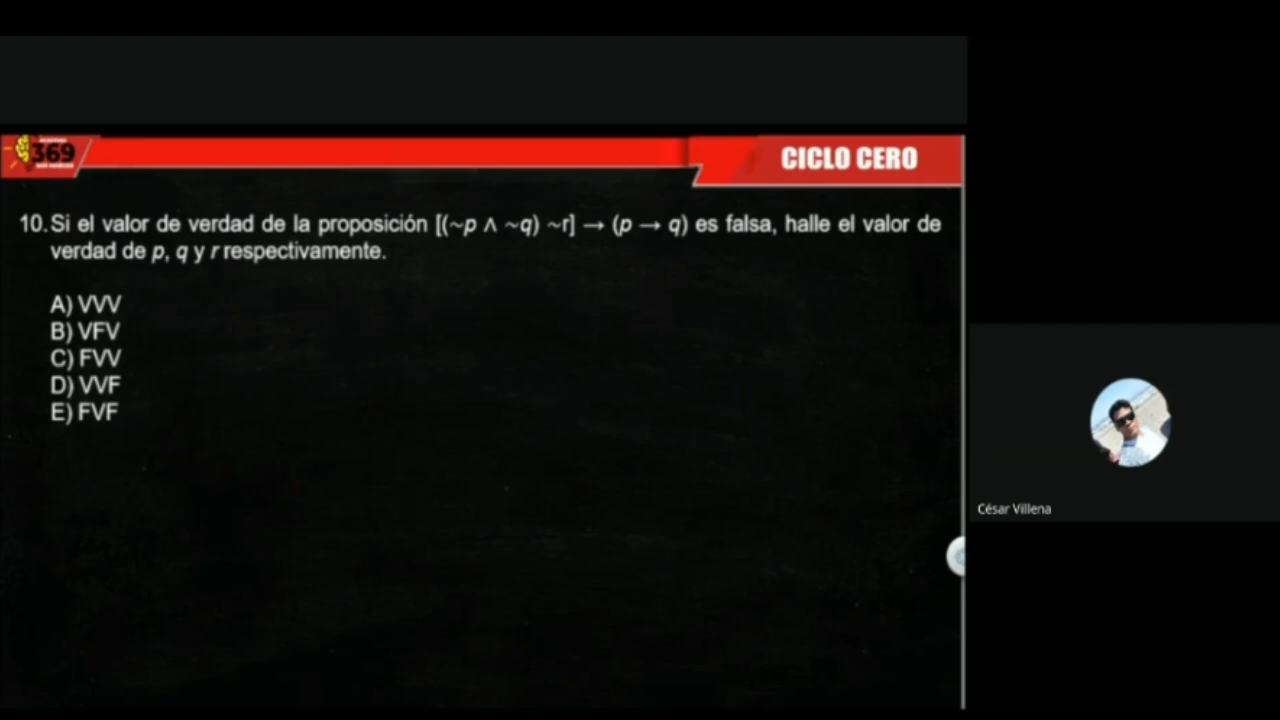 369
CICLO CERO
10. Si el valor de verdad de la proposición [(~p ∧ ~q) ~r] → (p → q) es falsa, halle el valor de
verdad de p, q y r respectivamente.
A) VVV
B) VFV
C) FVV
D) VVF
E) FVF
César Villena